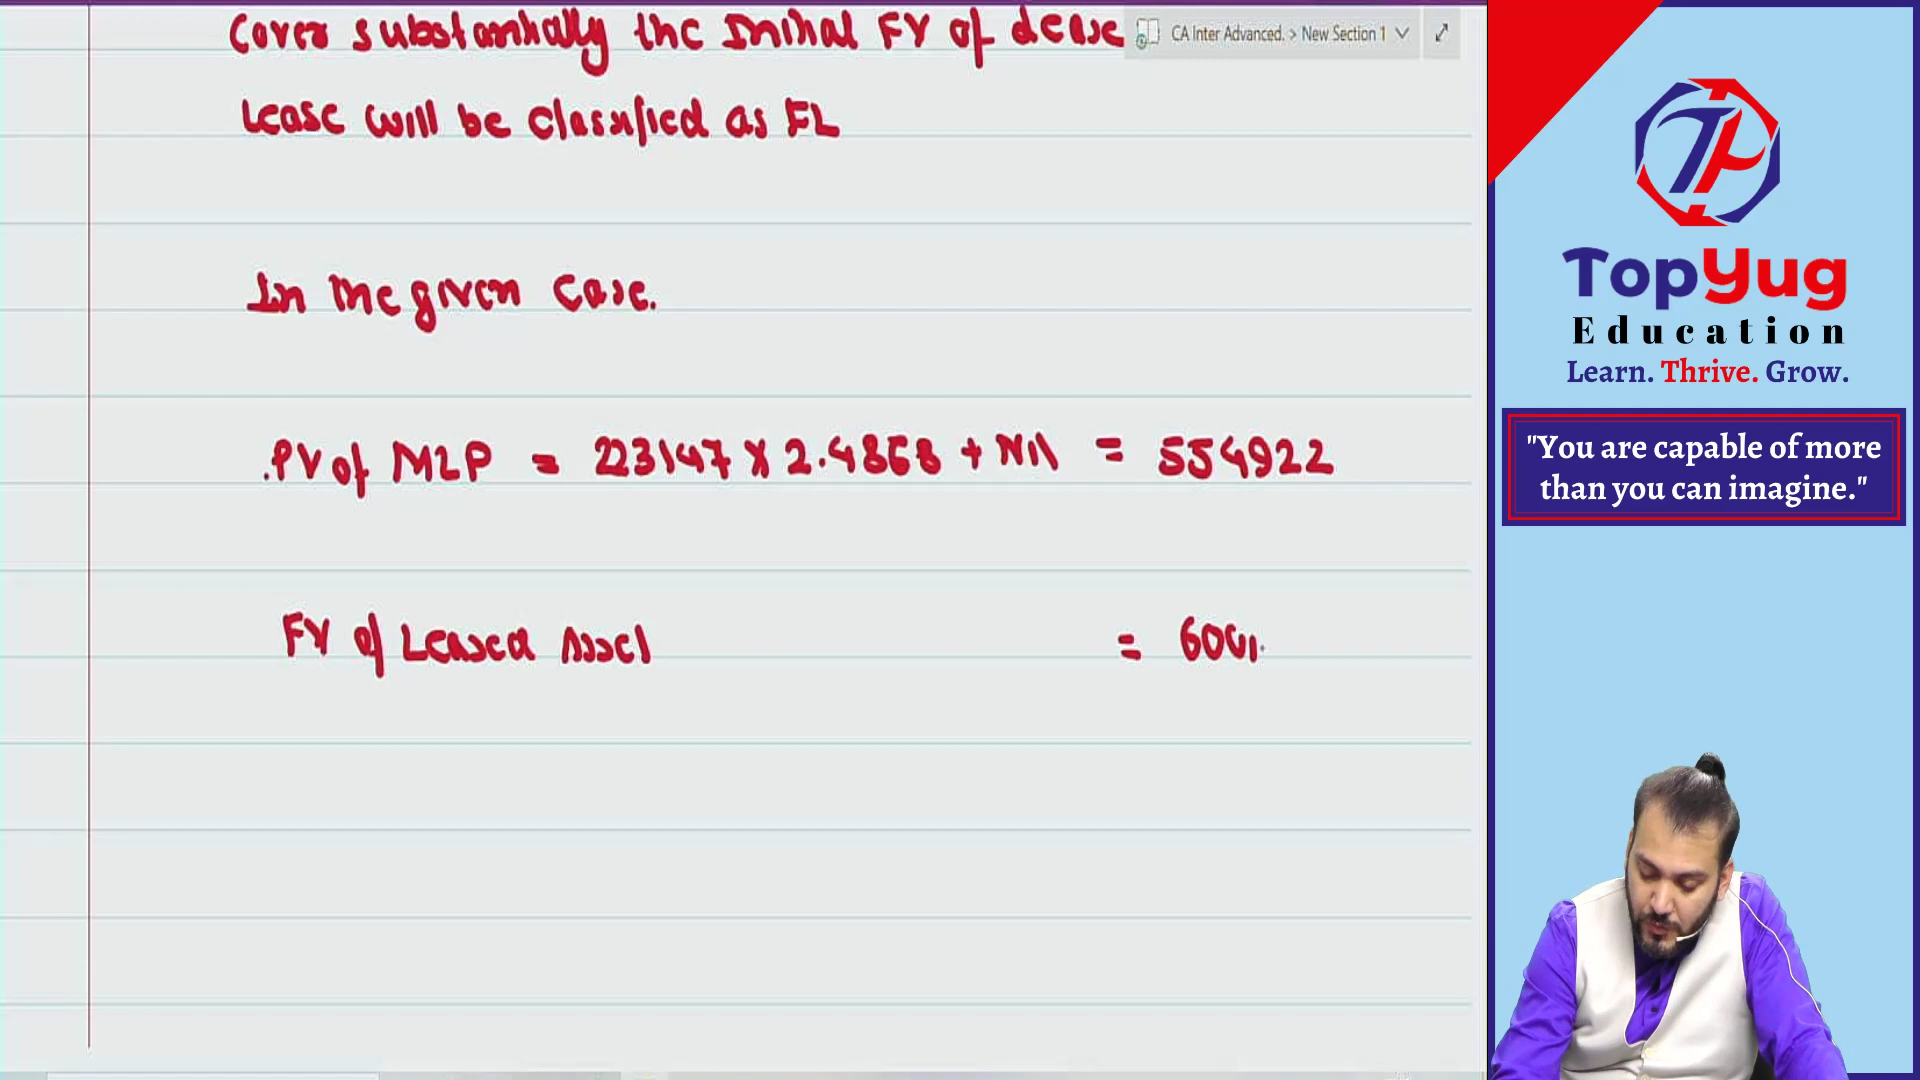 Cover substantially the Initial FV of Lease
CA Inter Advanced. > New Section 1
Lease will be classified as FL
In the given case.
PV of MLP = 223147 X 2.4868 + Nil = 554922
FV of Leased Asset = 600
TopYug
Education
Learn. Thrive. Grow.
"You are capable of more
than you can imagine."